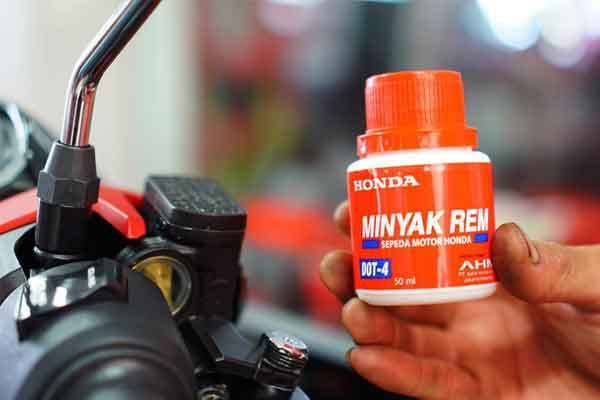 HONDA
MINYAK REM
SEPEDA MOTOR HONDA
DOT-4
50 ml
AHM